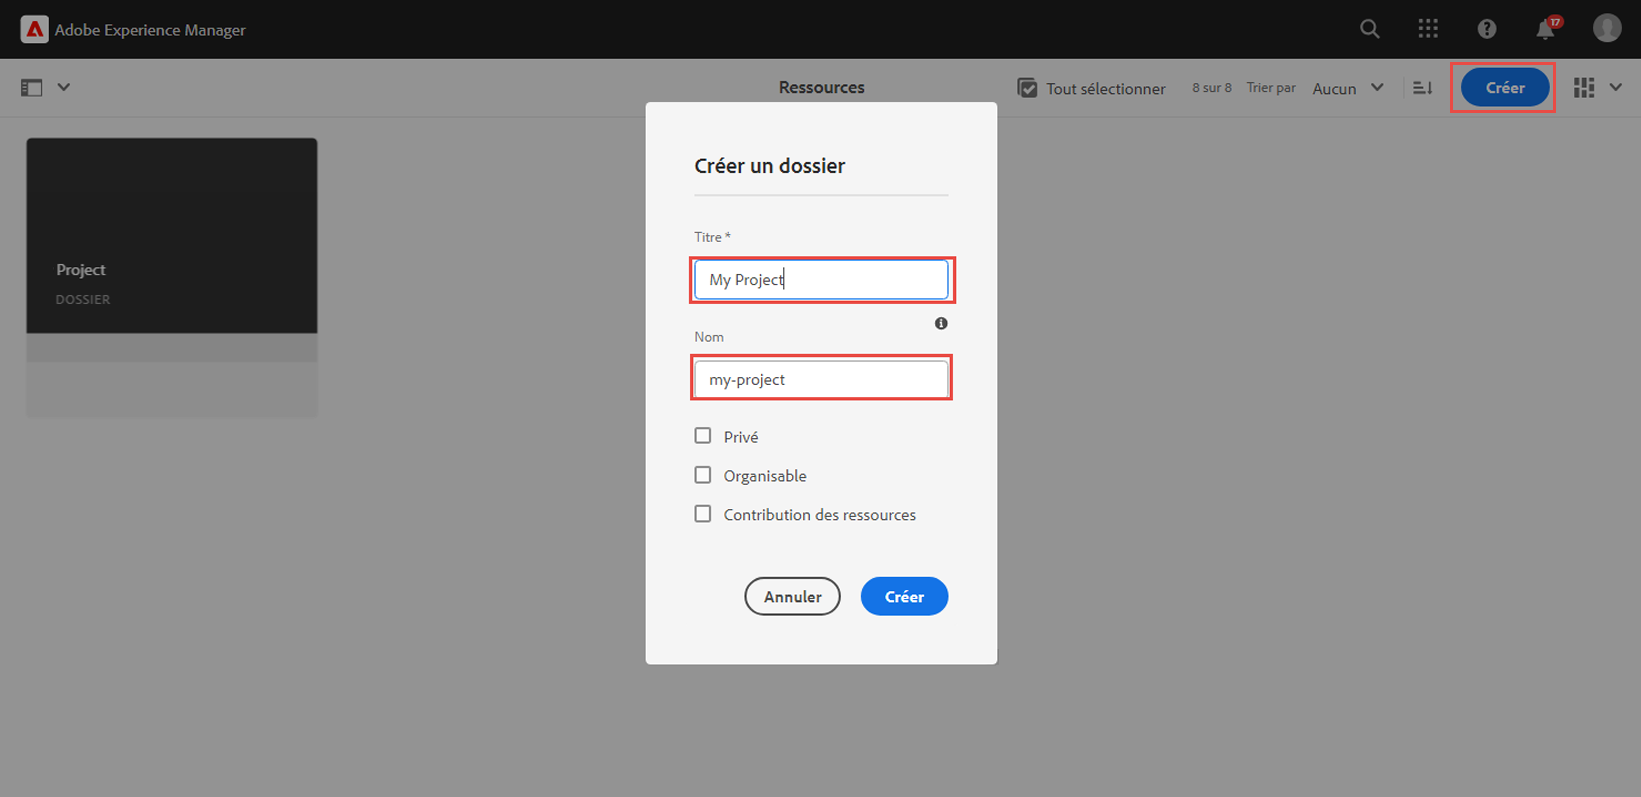 Adobe Experience Manager
17
Ressources
Tout sélectionner
8 sur 8
Trier par
Aucun
Créer
Project
DOSSIER
Créer un dossier
Titre *
My Project
Nom
my-project
Privé
Organisable
Contribution des ressources
Annuler
Créer